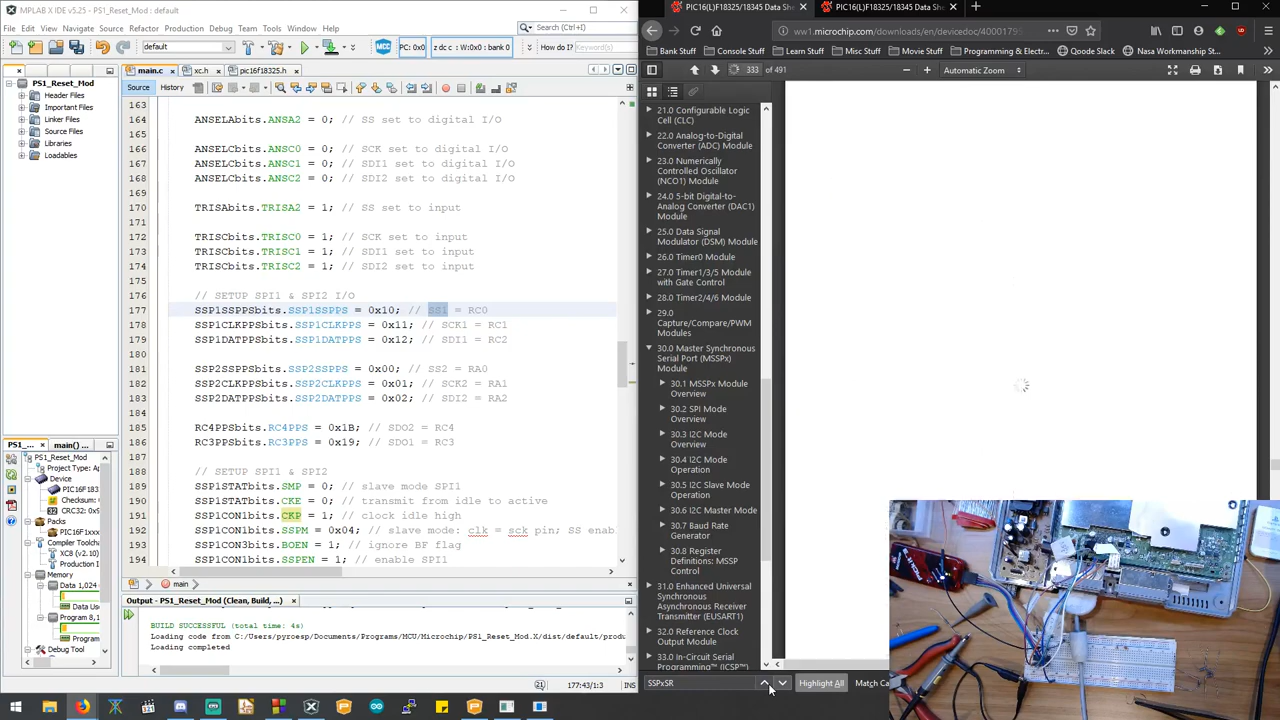 MPLAB X IDE v5.25 - PS1_Reset_Mod : default
File Edit View Navigate Source Refactor Production Debug Team Tools Window Help
Search (Ctrl+I)
default
PC: 0x0
z dc c : W:0x0 : bank 0
How do I?
Keyword(s)
PS1_Reset_Mod
Header Files
Important Files
Linker Files
Source Files
Libraries
Loadables
main.c
xc.h
pic16f18325.h
Source History
163
164 ANSELAbits.ANSA2 = 0; // SS set to digital I/O
165
166 ANSELCbits.ANSC0 = 0; // SCK set to digital I/O
167 ANSELCbits.ANSC1 = 0; // SDI1 set to digital I/O
168 ANSELCbits.ANSC2 = 0; // SDI2 set to digital I/O
169
170 TRISAbits.TRISA2 = 1; // SS set to input
171
172 TRISCbits.TRISC0 = 1; // SCK set to input
173 TRISCbits.TRISC1 = 1; // SDI1 set to input
174 TRISCbits.TRISC2 = 1; // SDI2 set to input
175
176 // SETUP SPI1 & SPI2 I/O
177 SSP1SSPPSbits.SSP1SSPPS = 0x10; // SS1 = RC0
178 SSP1CLKPPSbits.SSP1CLKPPS = 0x11; // SCK1 = RC1
179 SSP1DATPPSbits.SSP1DATPPS = 0x12; // SDI1 = RC2
180
181 SSP2SSPPSbits.SSP2SSPPS = 0x00; // SS2 = RA0
182 SSP2CLKPPSbits.SSP2CLKPPS = 0x01; // SCK2 = RA1
183 SSP2DATPPSbits.SSP2DATPPS = 0x02; // SDI2 = RA2
184
185 RC4PPSbits.RC4PPS = 0x1B; // SDO2 = RC4
186 RC3PPSbits.RC3PPS = 0x19; // SDO1 = RC3
187
188 // SETUP SPI1 & SPI2
189 SSP1STATbits.SMP = 0; // slave mode SPI1
190 SSP1STATbits.CKE = 0; // transmit from idle to active
191 SSP1CON1bits.CKP = 1; // clock idle high
192 SSP1CON1bits.SSPM = 0x04; // slave mode: clk = sck pin; SS enab
193 SSP1CON3bits.BOEN = 1; // ignore BF flag
194 SSP1CON1bits.SSPEN = 1; // enable SPI1
main
PS1_...
main() ...
PS1_Reset_Mod
Project Type: Ap
Device
PIC16F183
Checksum:
CRC32: 0x9
Packs
PIC16F1xxx
Compiler Toolcha
XC8 (v2.10)
Production I
Memory
Data 1,024
Data Us
Program 8,1
Program
Debug Tool
Output - PS1_Reset_Mod (Clean, Build, ...)
BUILD SUCCESSFUL (total time: 4s)
Loading code from C:/Users/pyroesp/Documents/Programs/MCU/Microchip/PS1_Reset_Mod.X/dist/default/produ
Loading completed
177:43/1:3
INS
PIC16(L)F18325/18345 Data She
PIC16(L)F18325/18345 Data She
ww1.microchip.com/downloads/en/devicedoc/4000179
Bank Stuff Console Stuff Learn Stuff Misc Stuff Movie Stuff Programming & Electr... Qoode Slack Nasa Workmanship St...
333 of 491
Automatic Zoom
21.0 Configurable Logic
Cell (CLC)
22.0 Analog-to-Digital
Converter (ADC) Module
23.0 Numerically
Controlled Oscillator
(NCO1) Module
24.0 5-bit Digital-to-
Analog Converter (DAC1)
Module
25.0 Data Signal
Modulator (DSM) Module
26.0 Timer0 Module
27.0 Timer1/3/5 Module
with Gate Control
28.0 Timer2/4/6 Module
29.0
Capture/Compare/PWM
Modules
30.0 Master Synchronous
Serial Port (MSSPx)
Module
30.1 MSSPx Module
Overview
30.2 SPI Mode
Overview
30.3 I2C Mode
Overview
30.4 I2C Mode
Operation
30.5 I2C Slave Mode
Operation
30.6 I2C Master Mode
30.7 Baud Rate
Generator
30.8 Register
Definitions: MSSP
Control
31.0 Enhanced Universal
Synchronous
Asynchronous Receiver
Transmitter (EUSART1)
32.0 Reference Clock
Output Module
33.0 In-Circuit Serial
Programming™ (ICSP™)
SSPxSR
Highlight All
Match Ca